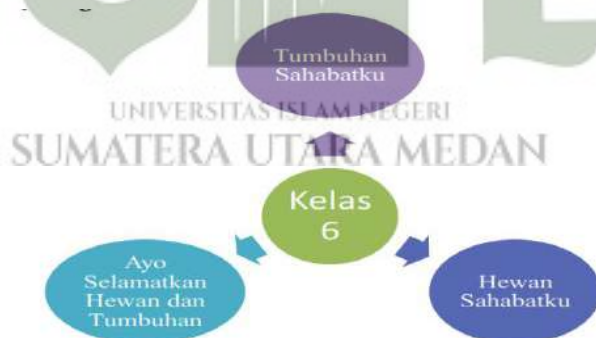 Tumbuhan
Sahabatku
UNIVERSITAS ISLAM NEGERI
SUMATERA UTARA MEDAN
Kelas
6
Ayo
Selamatkan
Hewan dan
Tumbuhan
Hewan
Sahabatku